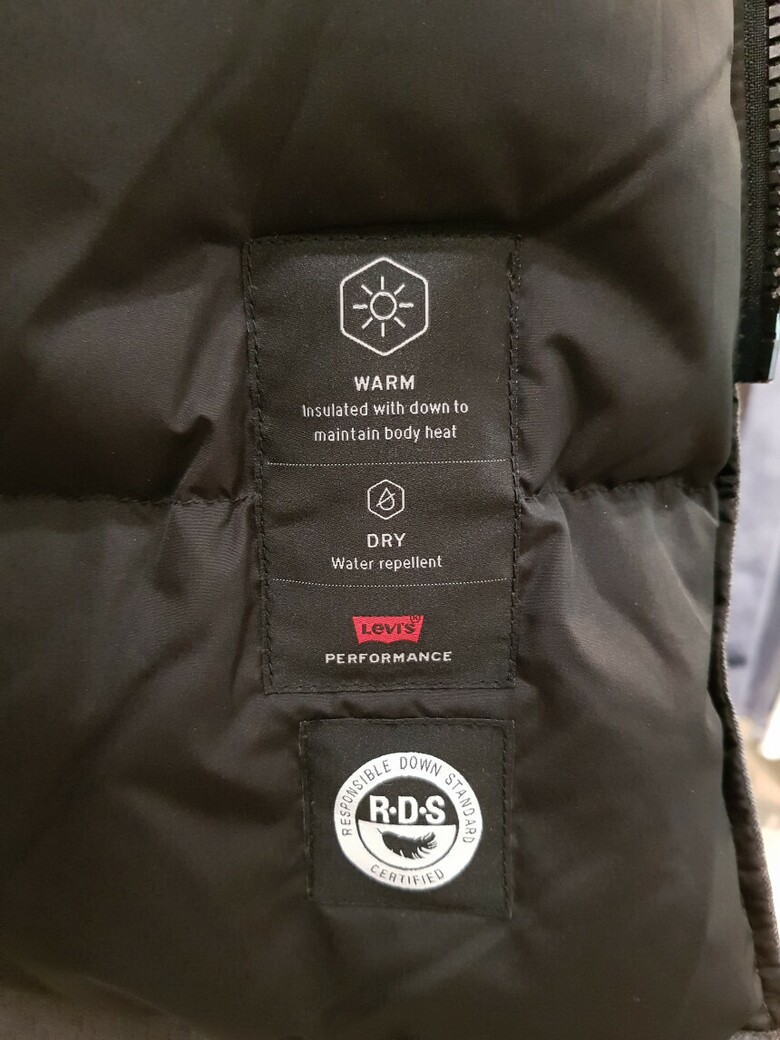 WARM
Insulated with down to
maintain body heat
DRY
Water repellent
Levi's®
PERFORMANCE
RESPONSIBLE DOWN STANDARD
R·D·S
CERTIFIED